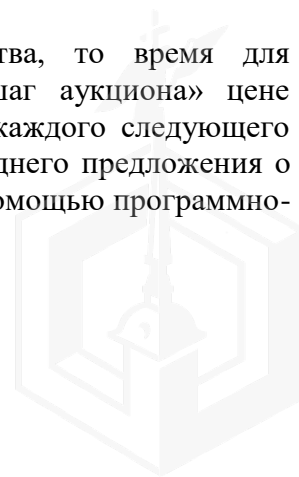 тва, то время для
шаг аукциона» цене
каждого следующего
днего предложения о
омощью программно-